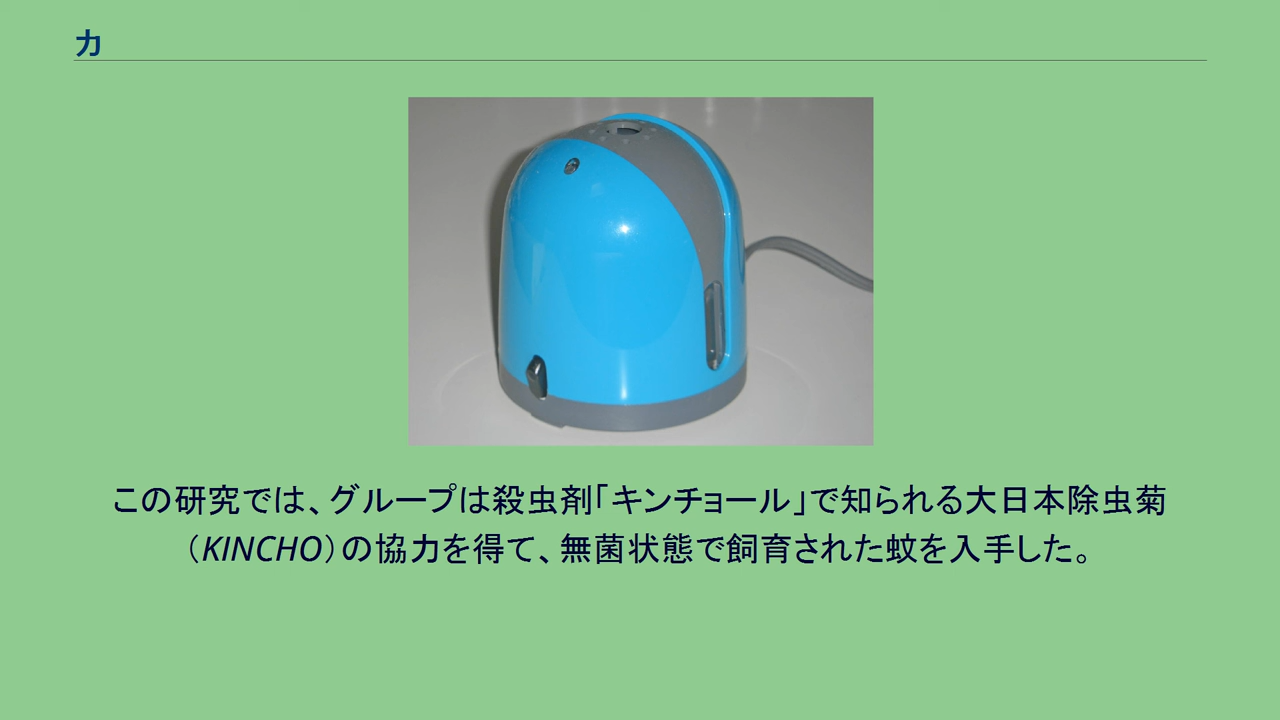 カ
この研究では、グループは殺虫剤「キンチョール」で知られる大日本除虫菊
（KINCHO）の協力を得て、無菌状態で飼育された蚊を入手した。